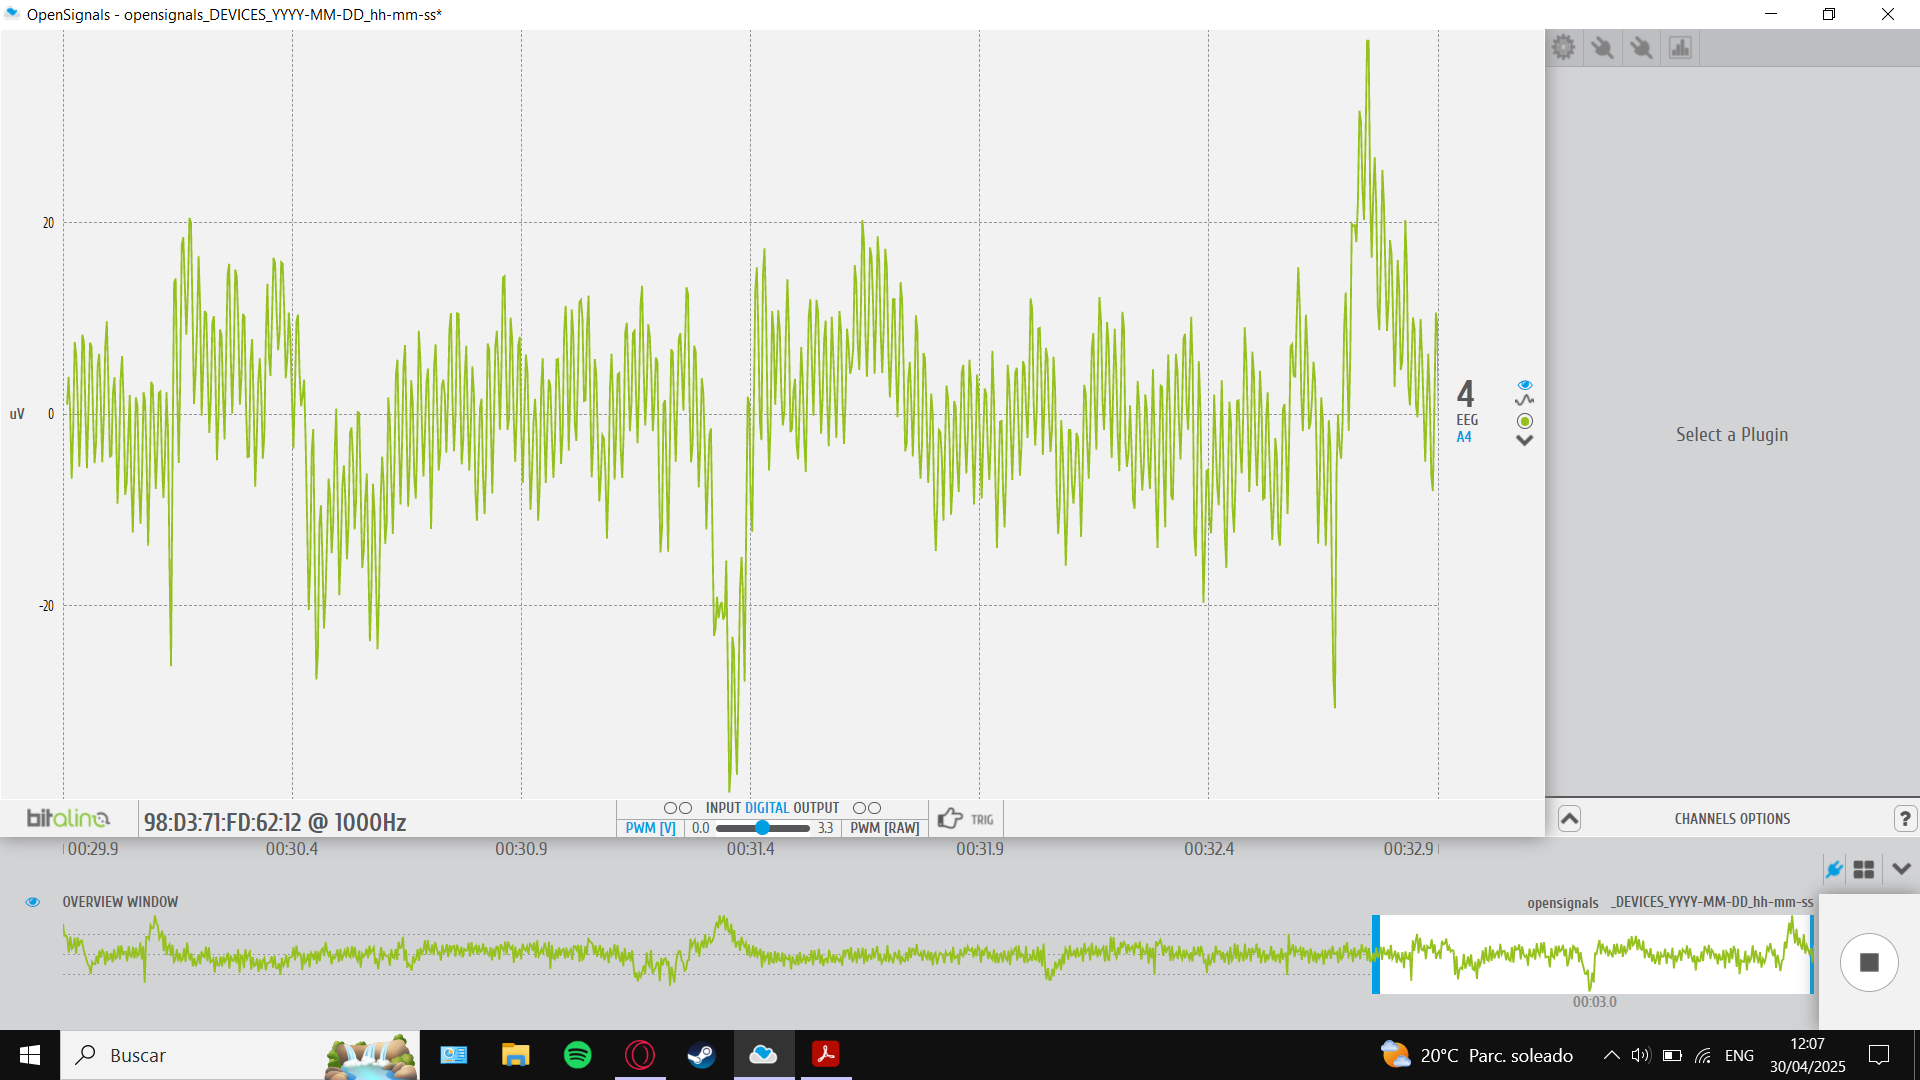 OpenSignals - opensignals_DEVICES_YYYY-MM-DD_hh-mm-ss*
20
uV 0
-20
4
EEG
A4
Select a Plugin
bitalino
98:D3:71:FD:62:12 @ 1000Hz
INPUT DIGITAL OUTPUT
PWM [V] 0.0 3.3 PWM [RAW]
TRIG
CHANNELS OPTIONS
?
00:29.9 00:30.4 00:30.9 00:31.4 00:31.9 00:32.4 00:32.9
OVERVIEW WINDOW
opensignals _DEVICES_YYYY-MM-DD_hh-mm-ss
00:03.0
Buscar
20°C Parc. soleado
ENG
12:07
30/04/2025